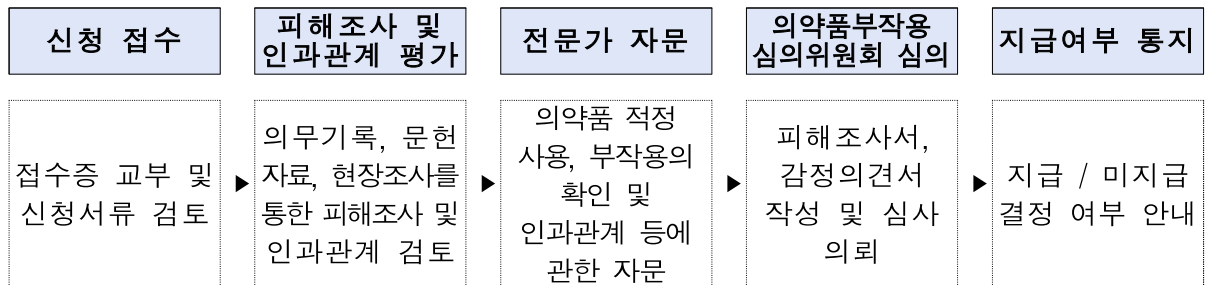 신청 접수
피해조사 및
인과관계 평가
전문가 자문
의약품부작용
심의위원회 심의
지급여부 통지
접수증 교부 및
신청서류 검토
▶
의무기록, 문헌
자료, 현장조사를
통한 피해조사 및
인과관계 검토
▶
의약품 적정
사용, 부작용의
확인 및
인과관계 등에
관한 자문
▶
피해조사서,
감정의견서
작성 및 심사
의뢰
▶
지급 / 미지급
결정 여부 안내